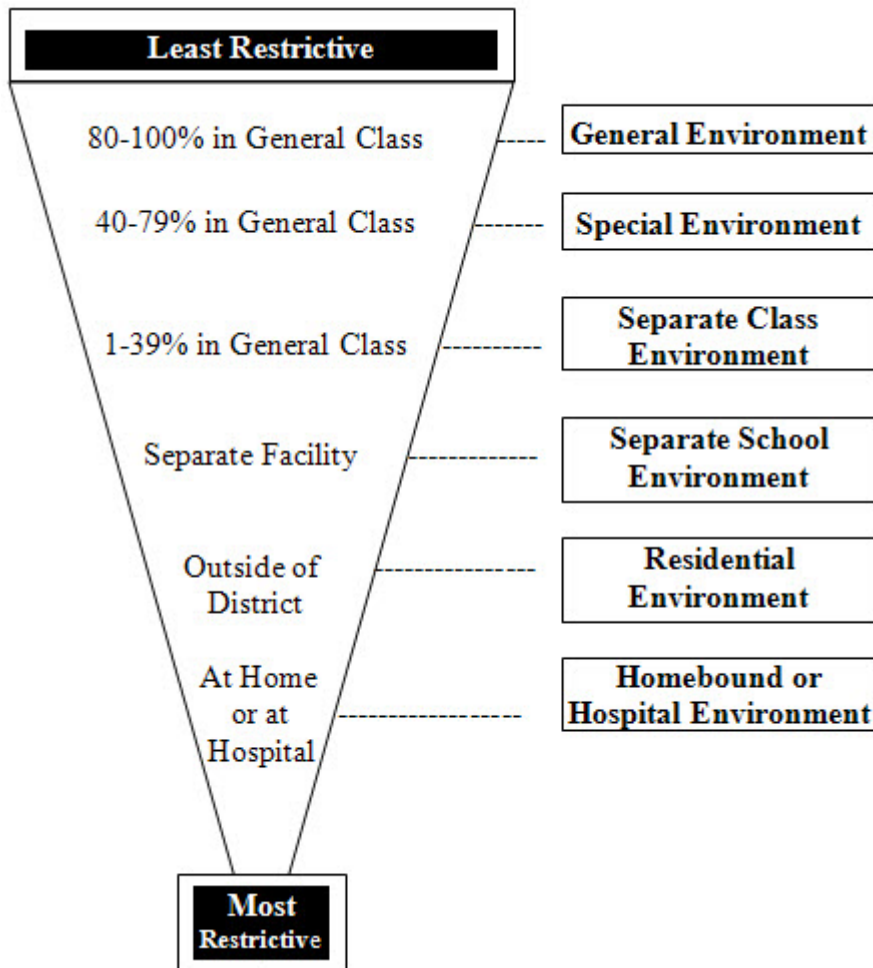 Least Restrictive
80-100% in General Class
General Environment
40-79% in General Class
Special Environment
1-39% in General Class
Separate Class
Environment
Separate Facility
Separate School
Environment
Outside of
District
Residential
Environment
At Home
or at
Hospital
Homebound or
Hospital Environment
Most
Restrictive